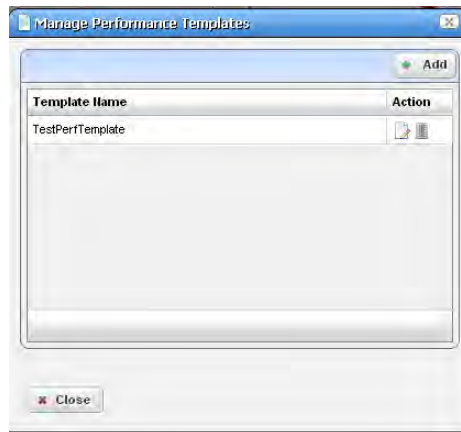 Manage Performance Templates
Add
Template Name Action
TestPerfTemplate
Close